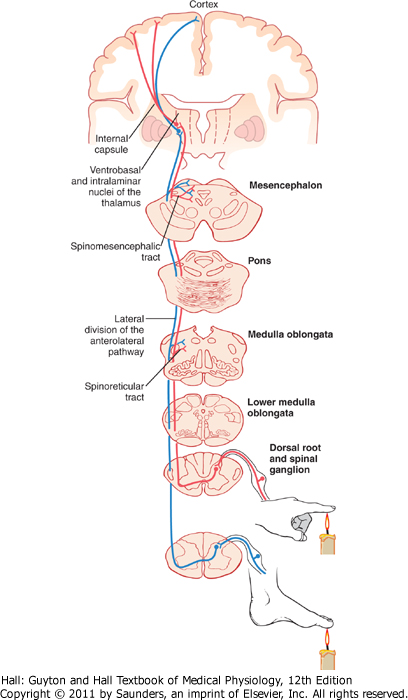 Cortex
Internal
capsule
Ventrobasal
and intralaminar
nuclei of the
thalamus
Mesencephalon
Spinomesencephalic
tract
Pons
Lateral
division of the
anterolateral
pathway
Medulla oblongata
Spinoreticular
tract
Lower medulla
oblongata
Dorsal root
and spinal
ganglion
Hall: Guyton and Hall Textbook of Medical Physiology, 12th Edition
Copyright © 2011 by Saunders, an imprint of Elsevier, Inc. All rights reserved.